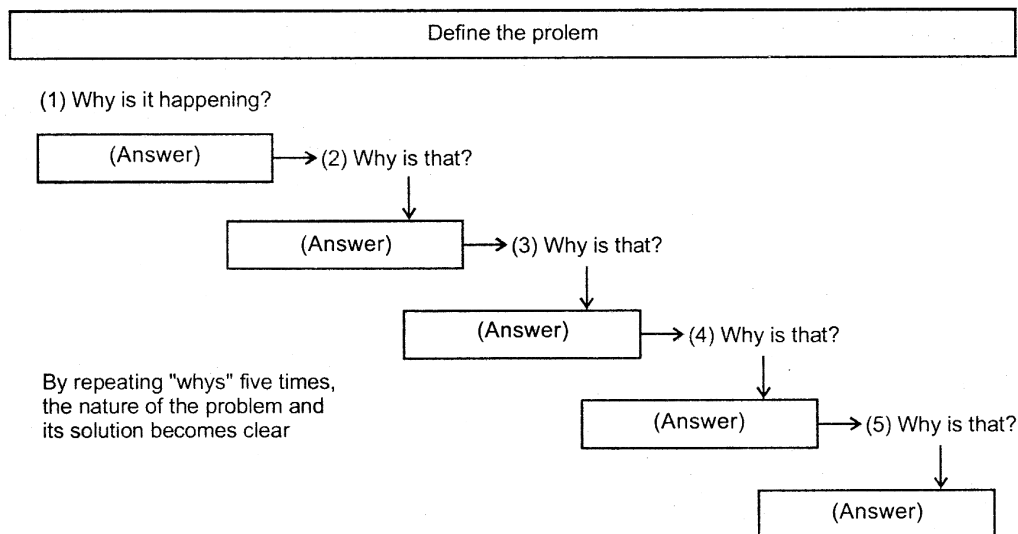 Define the prolem
(1) Why is it happening?
(Answer)
(2) Why is that?
(Answer)
(3) Why is that?
(Answer)
(4) Why is that?
By repeating "whys" five times,
the nature of the problem and
its solution becomes clear
(Answer)
(5) Why is that?
(Answer)